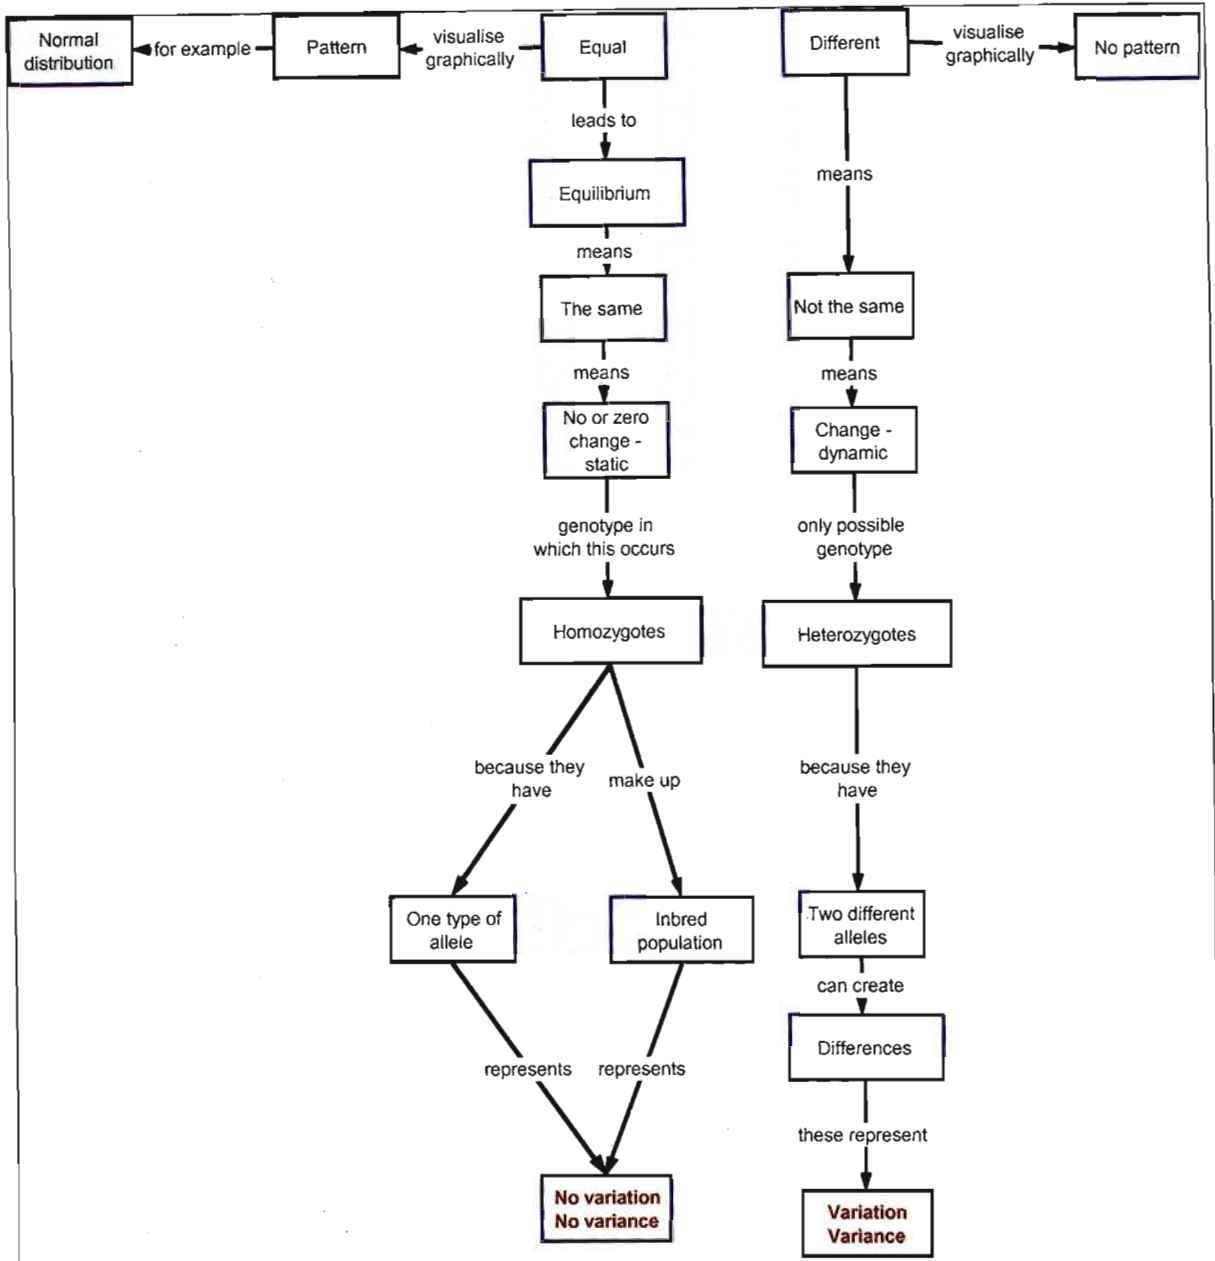 Normal
distribution
for example
Pattern
visualise
graphically
Equal
Different
visualise
graphically
No pattern
leads to
means
Equilibrium
means
The same
Not the same
means
means
No or zero
change -
static
Change -
dynamic
genotype in
which this occurs
only possible
genotype
Homozygotes
Heterozygotes
because they
have
make up
because they
have
One type of
allele
Inbred
population
Two different
alleles
can create
Differences
represents
represents
these represent
No variation
No variance
Variation
Variance